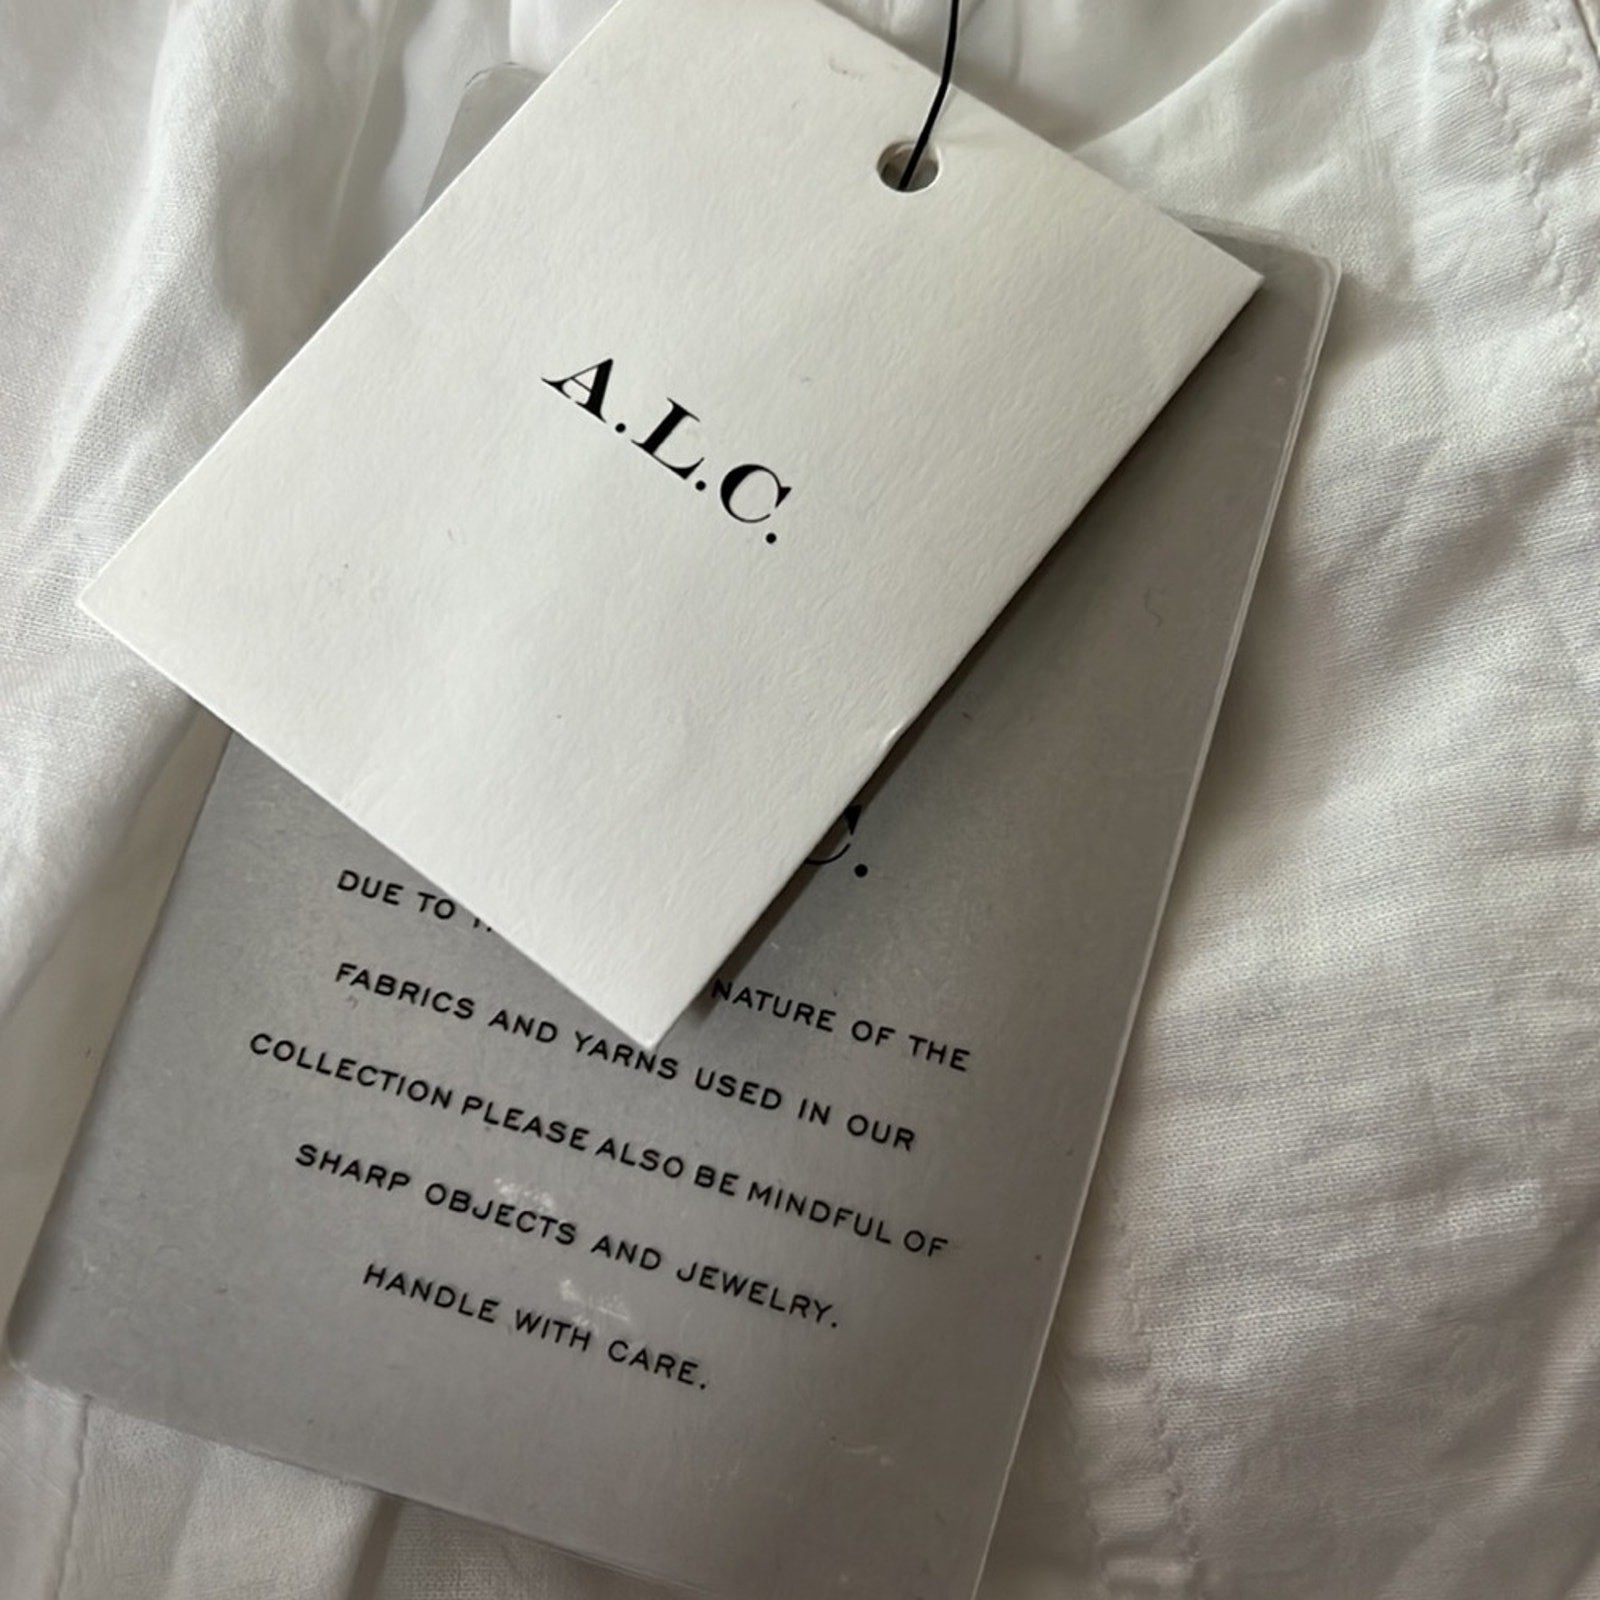 A.L.C.
C.
DUE TO NATURE OF THE
FABRICS AND YARNS USED IN OUR
COLLECTION PLEASE ALSO BE MINDFUL OF
SHARP OBJECTS AND JEWELRY.
HANDLE WITH CARE.